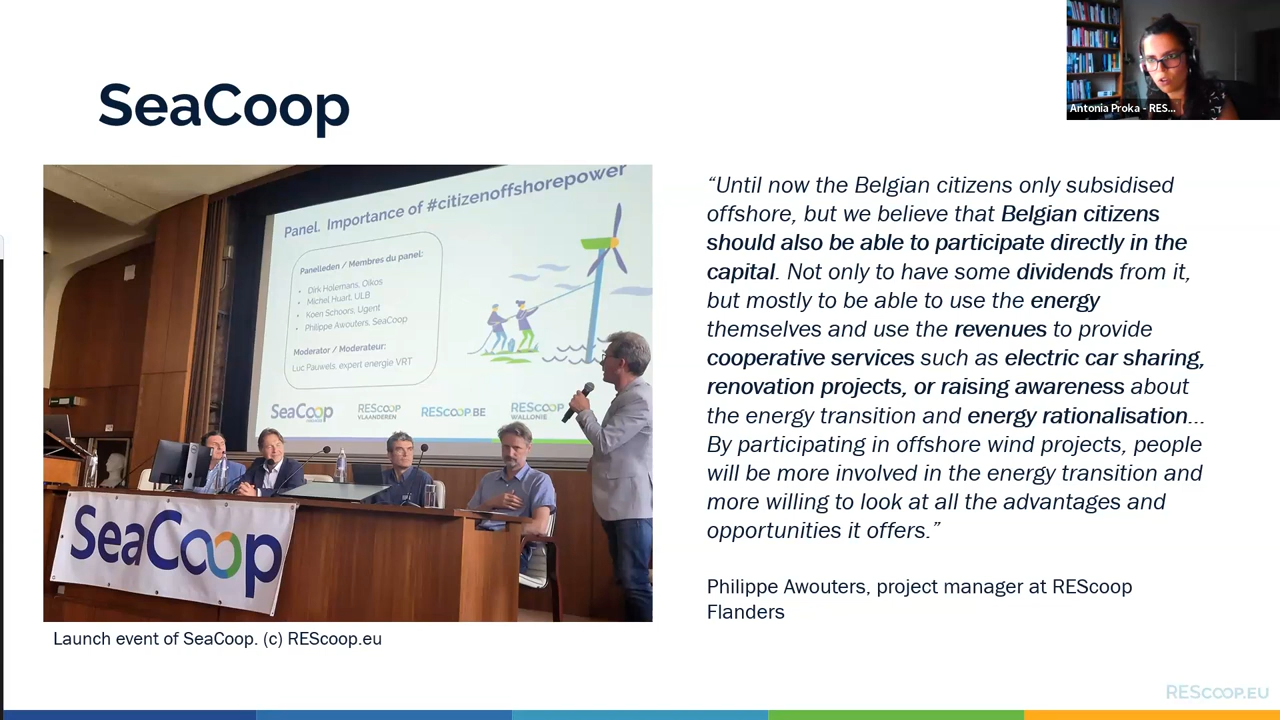 SeaCoop
Antonia Proka - RES...
Panel. Importance of #citizenoffshorepower
Panelleden / Membres du panel:
• Dirk Holemans, Oikos
• Michel Huart, ULB
• Koen Schoors, Ugent
• Philippe Awouters, SeaCoop
Moderator / Moderateur:
Luc Pauwels, expert energie VRT
SeaCoop
REScoop
VLAANDEREN
REScoop.BE
REScoop
WALLONIE
SeaCoop
Launch event of SeaCoop. (c) REScoop.eu
“Until now the Belgian citizens only subsidised
offshore, but we believe that Belgian citizens
should also be able to participate directly in the
capital. Not only to have some dividends from it,
but mostly to be able to use the energy
themselves and use the revenues to provide
cooperative services such as electric car sharing,
renovation projects, or raising awareness about
the energy transition and energy rationalisation...
By participating in offshore wind projects, people
will be more involved in the energy transition and
more willing to look at all the advantages and
opportunities it offers.”
Philippe Awouters, project manager at REScoop
Flanders
REScoop.EU